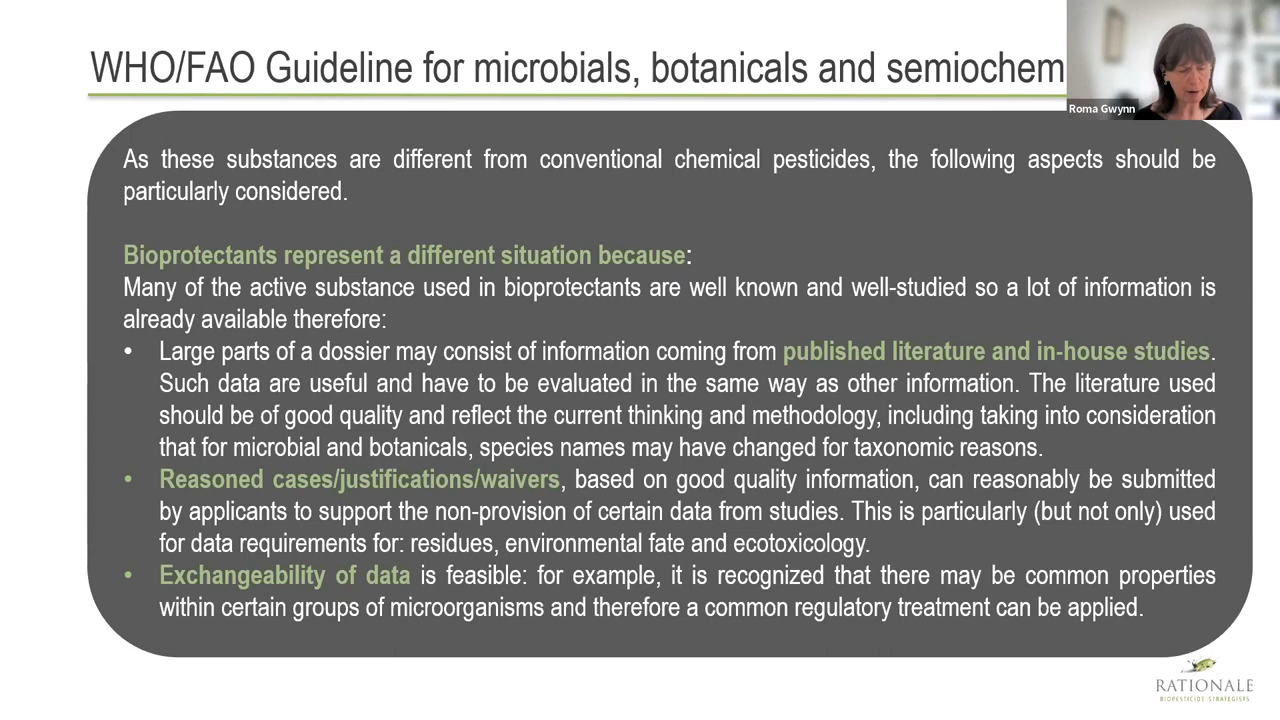 WHO/FAO Guideline for microbials, botanicals and semiochem
Roma Gwynn
As these substances are different from conventional chemical pesticides, the following aspects should be
particularly considered.
Bioprotectants represent a different situation because:
Many of the active substance used in bioprotectants are well known and well-studied so a lot of information is
already available therefore:
• Large parts of a dossier may consist of information coming from published literature and in-house studies.
Such data are useful and have to be evaluated in the same way as other information. The literature used
should be of good quality and reflect the current thinking and methodology, including taking into consideration
that for microbial and botanicals, species names may have changed for taxonomic reasons.
• Reasoned cases/justifications/waivers, based on good quality information, can reasonably be submitted
by applicants to support the non-provision of certain data from studies. This is particularly (but not only) used
for data requirements for: residues, environmental fate and ecotoxicology.
• Exchangeability of data is feasible: for example, it is recognized that there may be common properties
within certain groups of microorganisms and therefore a common regulatory treatment can be applied.
RATIONALE
BIOPESTICIDE STRATEGISTS